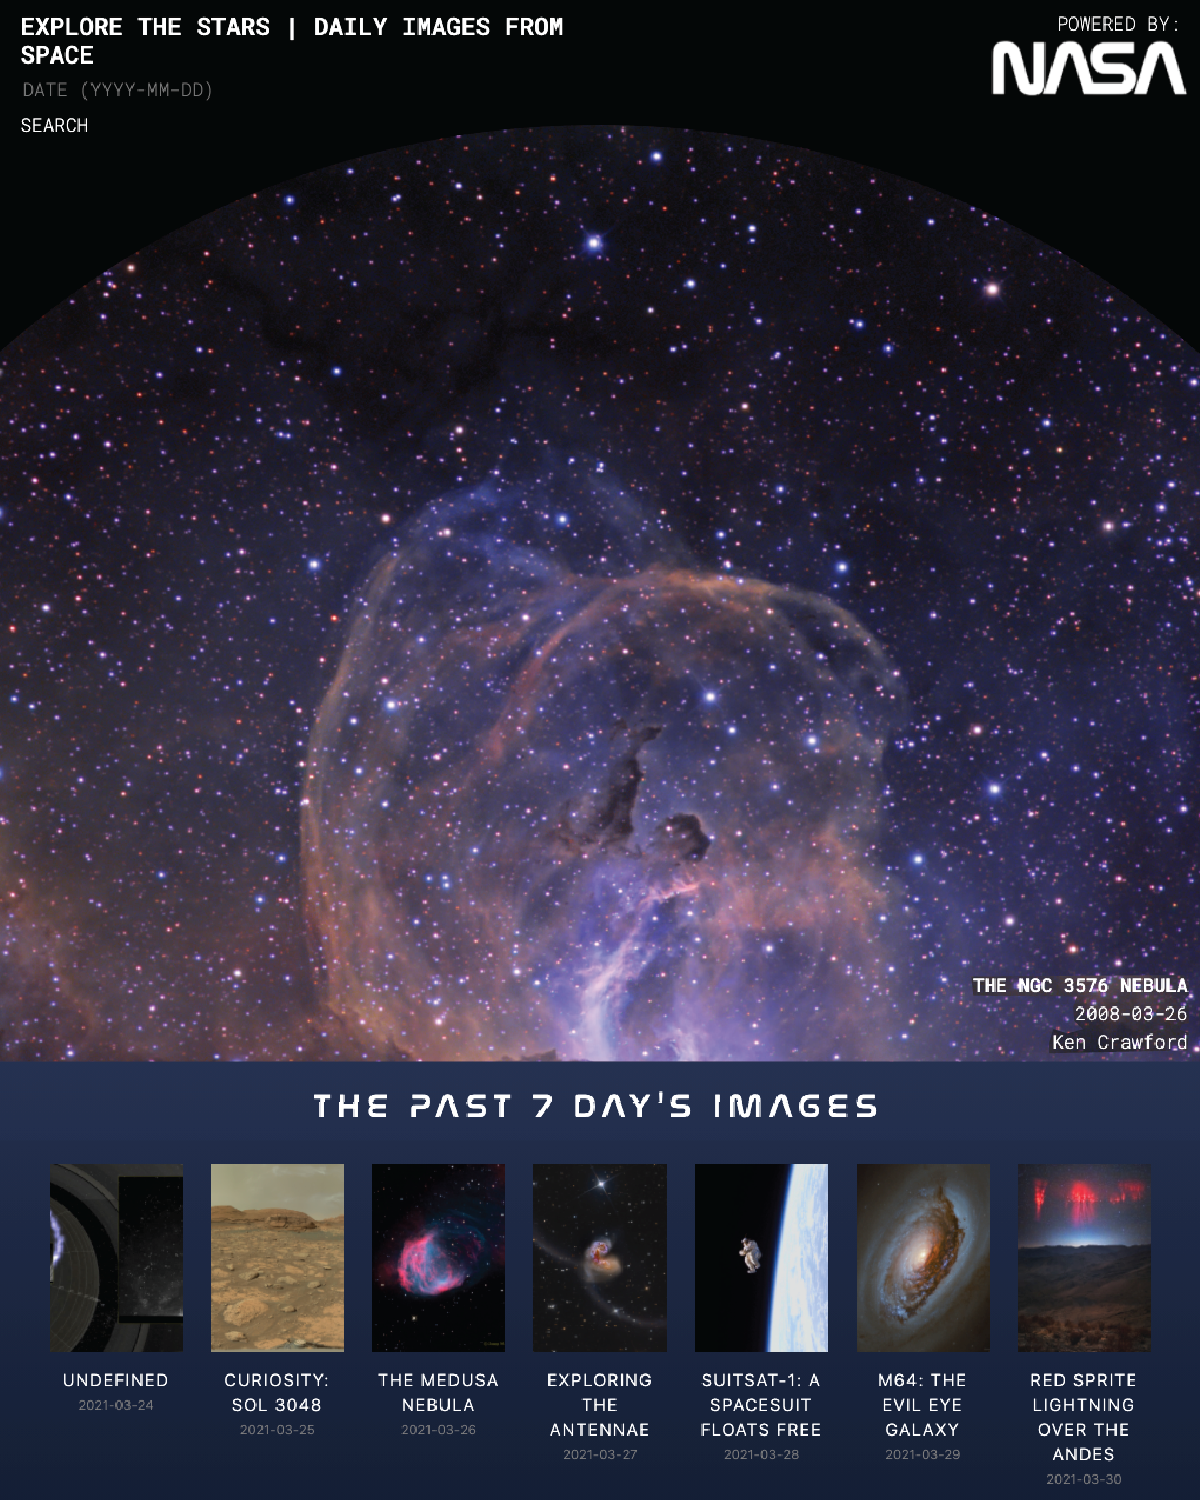 EXPLORE THE STARS | DAILY IMAGES FROM
SPACE
DATE (YYYY-MM-DD)
SEARCH
POWERED BY:
NASA
THE NGC 3576 NEBULA
2008-03-26
Ken Crawford
THE PAST 7 DAY'S IMAGES
UNDEFINED
2021-03-24
CURIOSITY:
SOL 3048
2021-03-25
THE MEDUSA
NEBULA
2021-03-26
EXPLORING
THE
ANTENNAE
2021-03-27
SUITSAT-1: A
SPACESUIT
FLOATS FREE
2021-03-28
M64: THE
EVIL EYE
GALAXY
2021-03-29
RED SPRITE
LIGHTNING
OVER THE
ANDES
2021-03-30